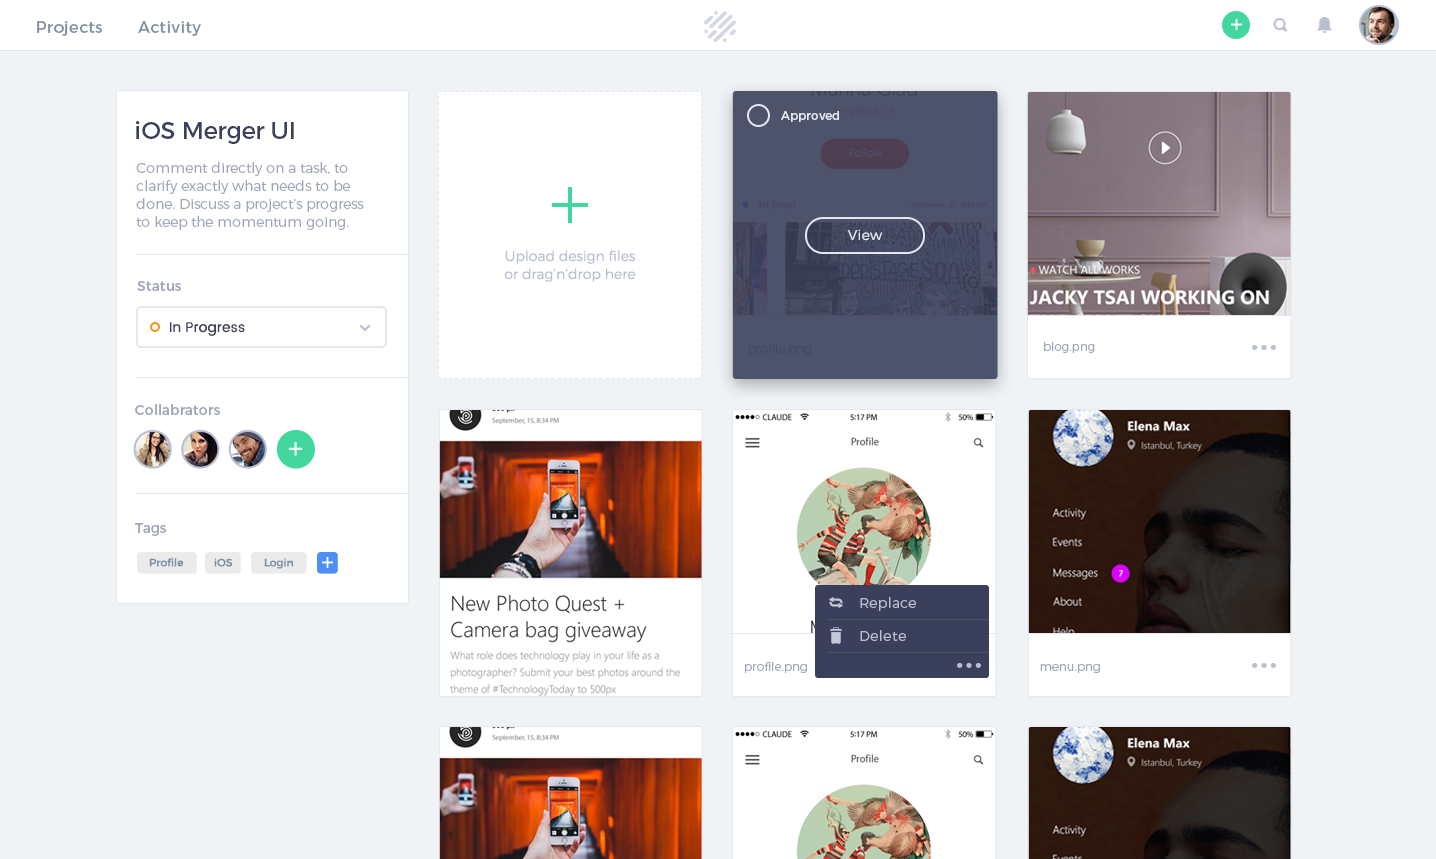 Projects
Activity
iOS Merger UI
Comment directly on a task, to
clarify exactly what needs to be
done. Discuss a project's progress
to keep the momentum going.
Status
In Progress
Collabrators
Tags
Profile
iOS
Login
Upload design files
or drag'n'drop here
Approved
Follow
Art Street
View
profile.png
WATCH ALL WORKS
JACKY TSAI WORKING ON
blog.png
September, 15, 8:34 PM
New Photo Quest +
Camera bag giveaway
What role does technology play in your life as a
photographer? Submit your best photos around the
theme of #TechnologyToday to 500px
CLAUDE
5:17 PM
50%
Profile
Replace
Delete
profile.png
Elena Max
Istanbul, Turkey
Activity
Events
Messages
7
About
Help
menu.png
September, 15, 8:34 PM
CLAUDE
5:17 PM
50%
Profile
Elena Max
Istanbul, Turkey
Activity
Events